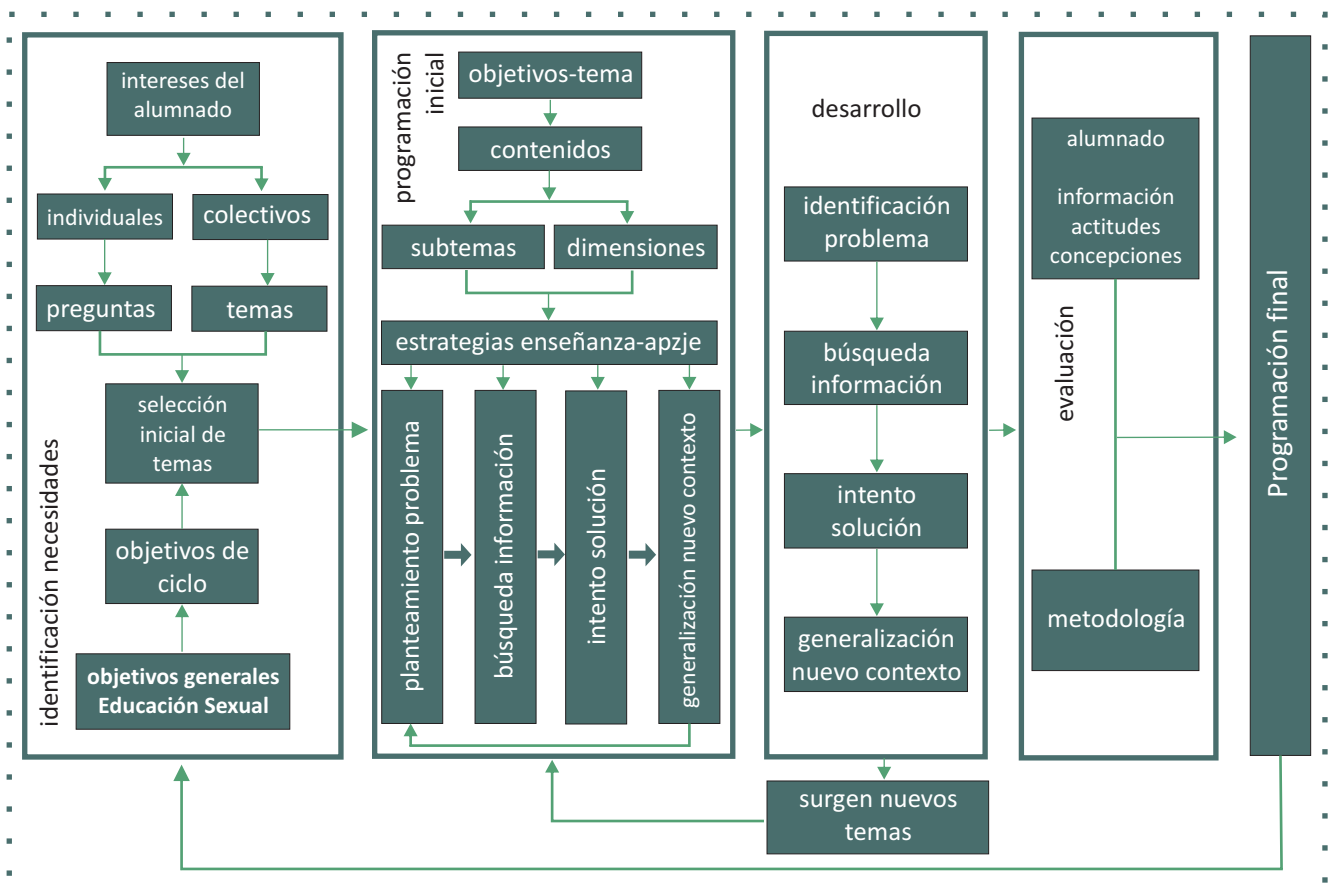 identificación necesidades
intereses del
alumnado
individuales
colectivos
preguntas
temas
selección
inicial de
temas
objetivos de
ciclo
objetivos generales
Educación Sexual
programación
inicial
objetivos-tema
contenidos
subtemas
dimensiones
estrategias enseñanza-apzje
planteamiento problema
búsqueda información
intento solución
generalización nuevo contexto
desarrollo
identificación
problema
búsqueda
información
intento
solución
generalización
nuevo contexto
surgen nuevos
temas
evaluación
alumnado
información
actitudes
concepciones
metodología
Programación final